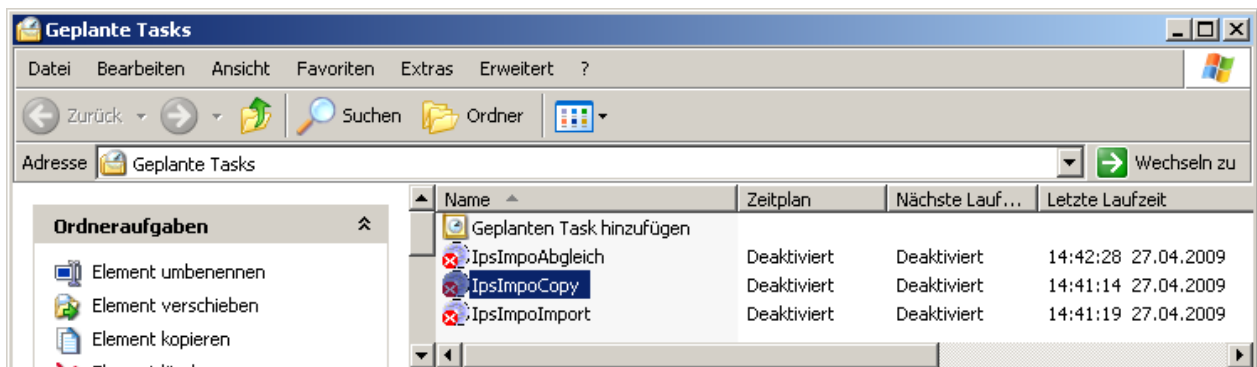 Geplante Tasks
Datei Bearbeiten Ansicht Favoriten Extras Erweitert ?
Zurück Suchen Ordner
Adresse Geplante Tasks Wechseln zu
Name Zeitplan Nächste Lauf... Letzte Laufzeit
Ordneraufgaben
Geplanten Task hinzufügen
IpsImpoAbgleich Deaktiviert Deaktiviert 14:42:28 27.04.2009
Element umbenennen
IpsImpoCopy Deaktiviert Deaktiviert 14:41:14 27.04.2009
Element verschieben
IpsImpoImport Deaktiviert Deaktiviert 14:41:19 27.04.2009
Element kopieren